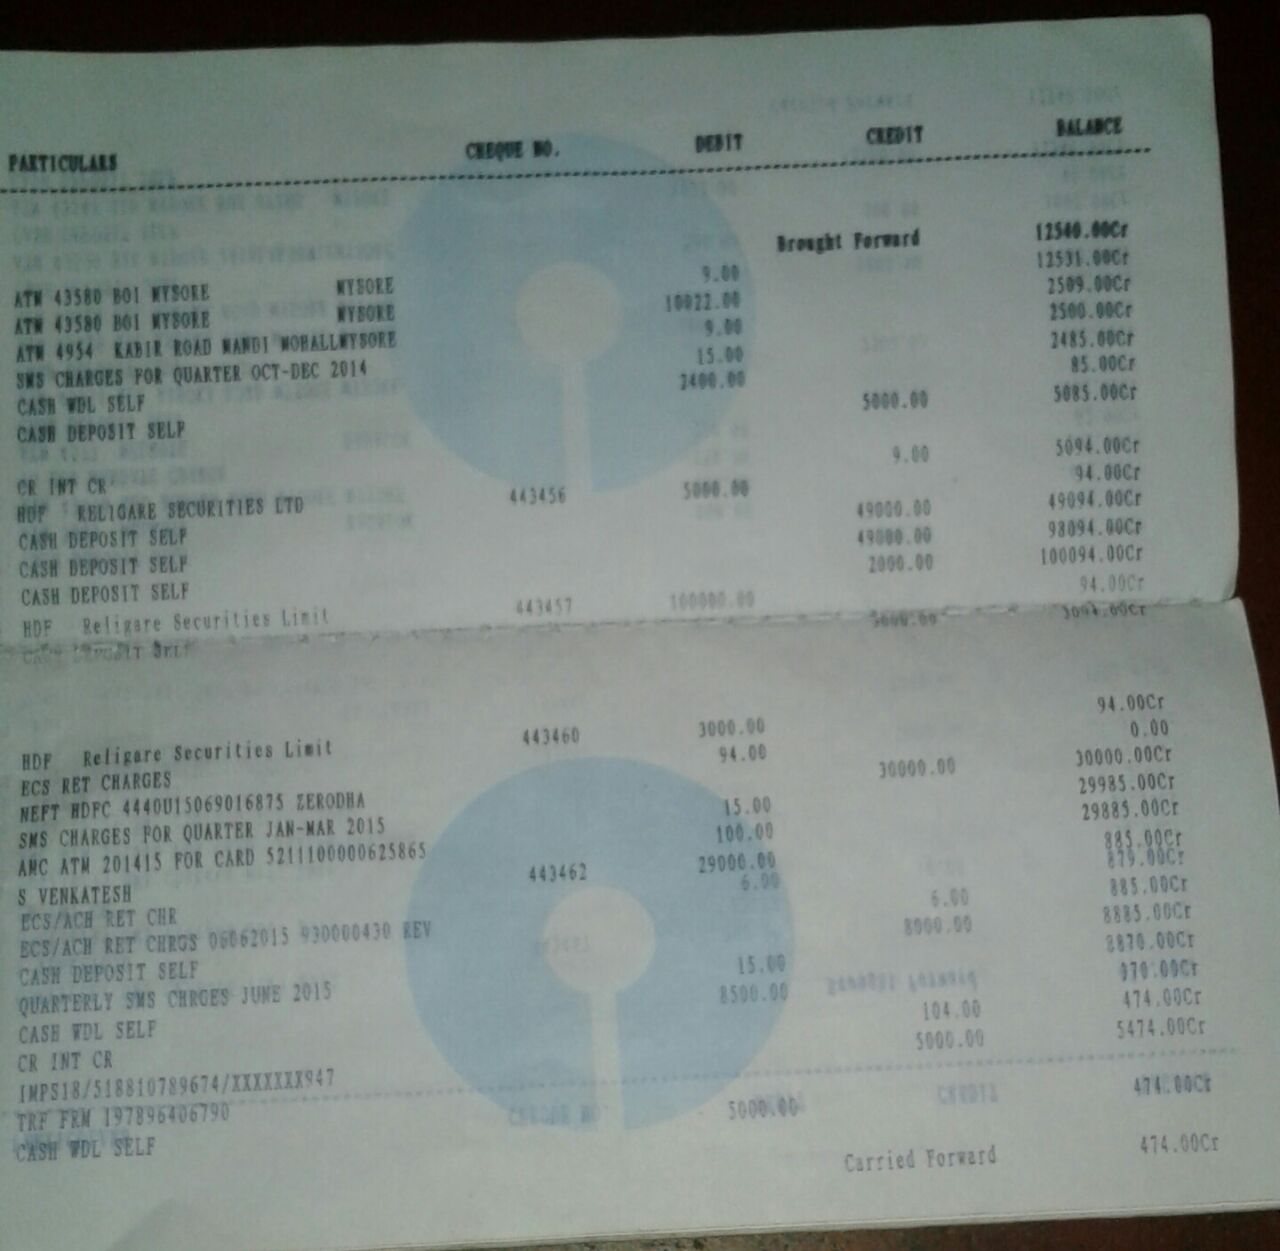 PARTICULARS CHEQUE NO. DEBIT CREDIT BALANCE
Brought Forward 12540.00Cr
ATM 43580 BOI MYSORE MYSORE 9.00 12531.00Cr
ATM 43580 BOI MYSORE MYSORE 10022.00 2509.00Cr
ATM 4954 KABIR ROAD MANDI MOHALLMYSORE 9.00 2500.00Cr
SMS CHARGES FOR QUARTER OCT-DEC 2014 15.00 2485.00Cr
CASH WDL SELF 2400.00 85.00Cr
CASH DEPOSIT SELF 5000.00 5085.00Cr
CR INT CR 9.00 5094.00Cr
HDF RELIGARE SECURITIES LTD 443456 5000.00 94.00Cr
CASH DEPOSIT SELF 49000.00 49094.00Cr
CASH DEPOSIT SELF 49000.00 98094.00Cr
CASH DEPOSIT SELF 2000.00 100094.00Cr
HDF Religare Securities Limit 443457 100000.00 94.00Cr
CASH DEPOSIT SELF 3000.00 3094.00Cr
HDF Religare Securities Limit 443460 3000.00 94.00Cr
ECS RET CHARGES 94.00 0.00
NEFT HDFC 4440U15069016875 ZERODHA 30000.00 30000.00Cr
SMS CHARGES FOR QUARTER JAN-MAR 2015 15.00 29985.00Cr
AMC ATM 201415 FOR CARD 5211100000625865 100.00 29885.00Cr
S VENKATESH 443462 29000.00 885.00Cr
ECS/ACH RET CHR 6.00 879.00Cr
ECS/ACH RET CHRGS 06062015 930000430 REV 6.00 885.00Cr
CASH DEPOSIT SELF 8000.00 8885.00Cr
QUARTERLY SMS CHRGES JUNE 2015 15.00 8870.00Cr
CASH WDL SELF 8500.00 370.00Cr
CR INT CR 104.00 474.00Cr
IMPS18/518810789674/XXXXXXX947 5000.00 5474.00Cr
TRF FRM 197896406790
CASH WDL SELF 5000.00 474.00Cr
Carried Forward 474.00Cr